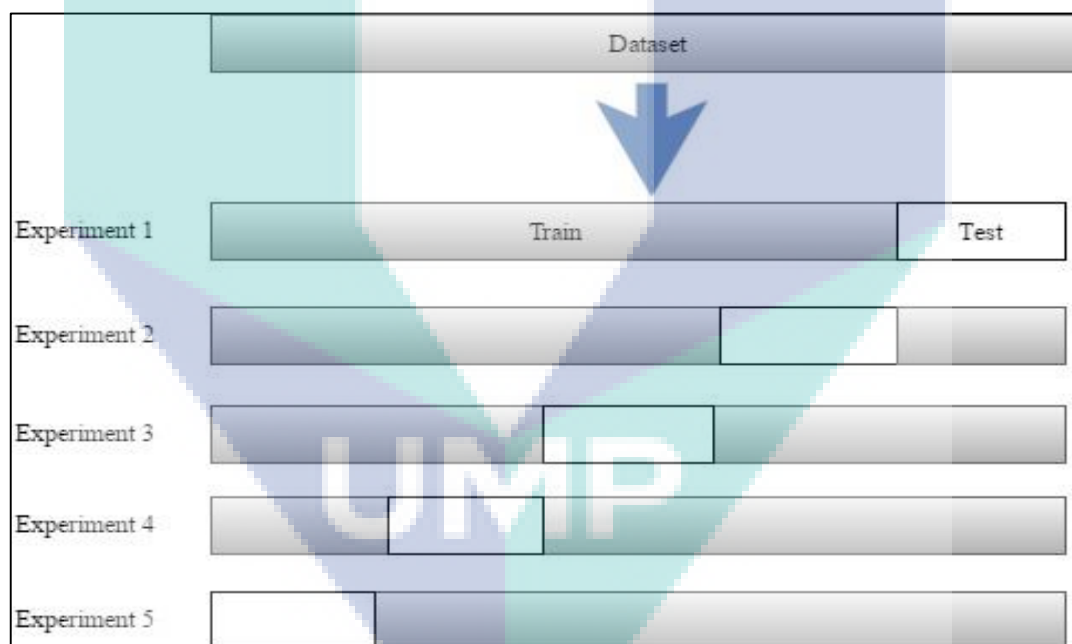 Dataset
Experiment 1
Train
Test
Experiment 2
Experiment 3
UMP
Experiment 4
Experiment 5